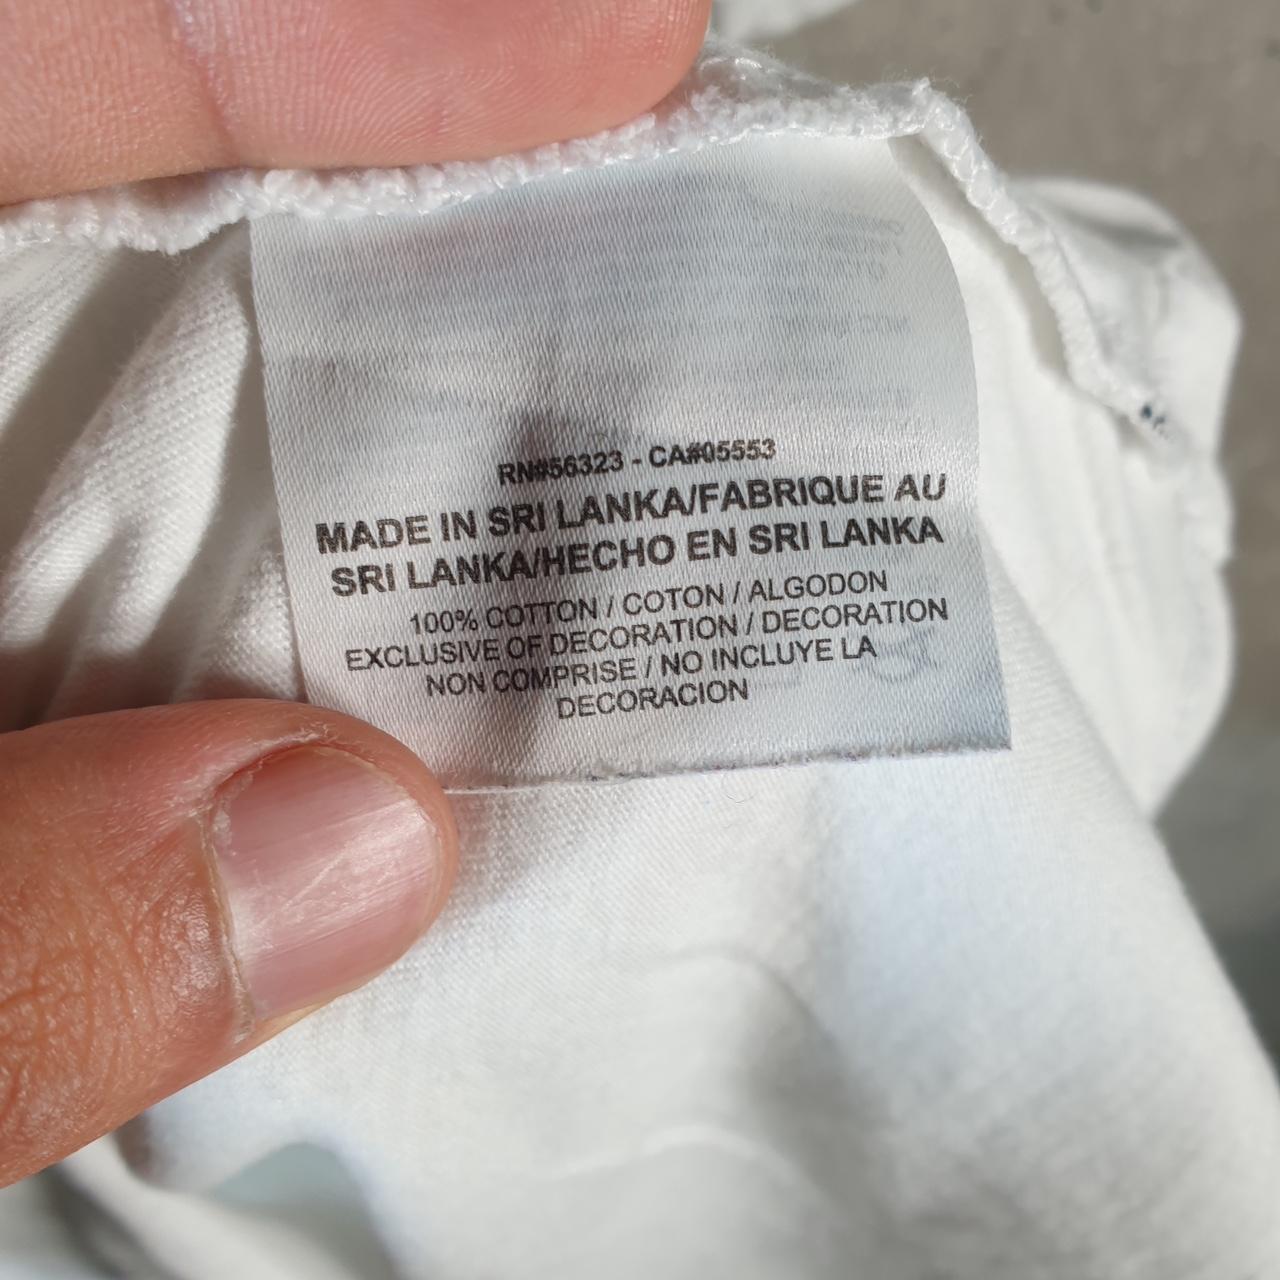 RN#56323 - CA#05553
MADE IN SRI LANKA/FABRIQUE AU
SRI LANKA/HECHO EN SRI LANKA
100% COTTON / COTON / ALGODON
EXCLUSIVE OF DECORATION / DECORATION
NON COMPRISE / NO INCLUYE LA
DECORACION